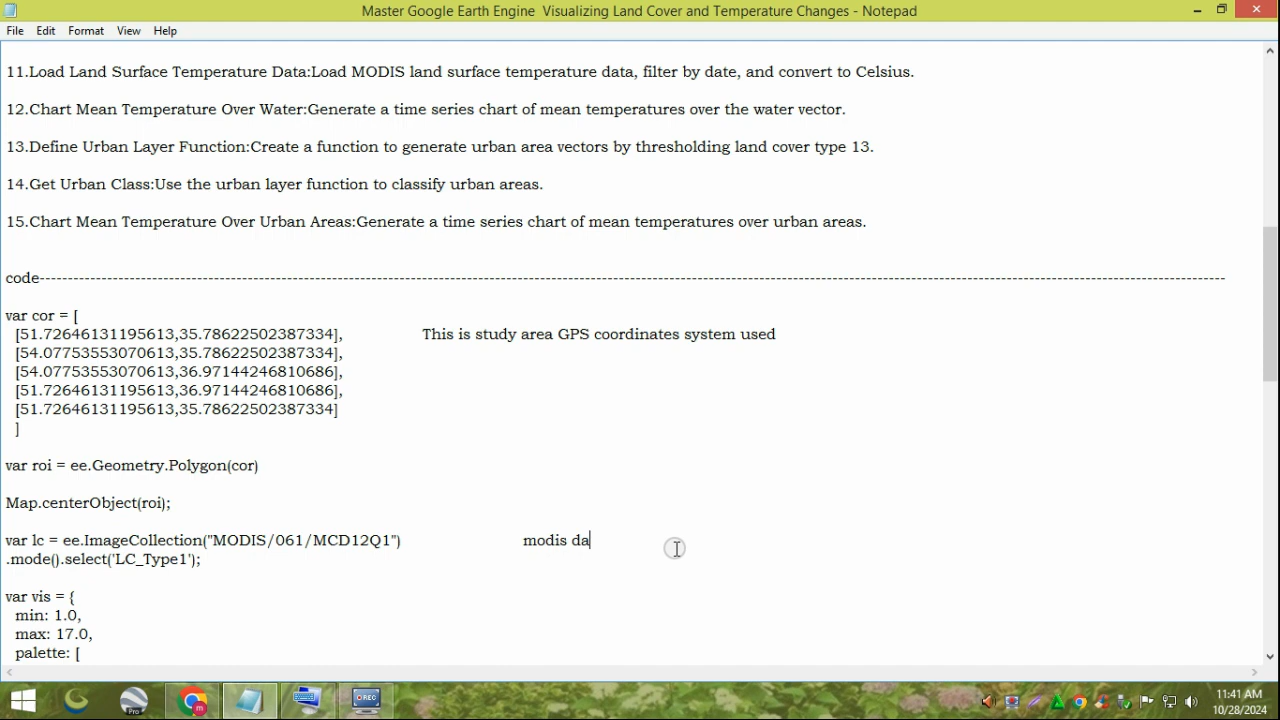 Master Google Earth Engine  Visualizing Land Cover and Temperature Changes - Notepad
File Edit Format View Help
11.Load Land Surface Temperature Data:Load MODIS land surface temperature data, filter by date, and convert to Celsius.
12.Chart Mean Temperature Over Water:Generate a time series chart of mean temperatures over the water vector.
13.Define Urban Layer Function:Create a function to generate urban area vectors by thresholding land cover type 13.
14.Get Urban Class:Use the urban layer function to classify urban areas.
15.Chart Mean Temperature Over Urban Areas:Generate a time series chart of mean temperatures over urban areas.
code------------------------------------------------------------------------------------------------------------------------
var cor = [
[51.72646131195613,35.78622502387334], This is study area GPS coordinates system used
[54.07753553070613,35.78622502387334],
[54.07753553070613,36.97144246810686],
[51.72646131195613,36.97144246810686],
[51.72646131195613,35.78622502387334]
]
var roi = ee.Geometry.Polygon(cor)
Map.centerObject(roi);
var lc = ee.ImageCollection("MODIS/061/MCD12Q1") modis da
.mode().select('LC_Type1');
var vis = {
min: 1.0,
max: 17.0,
palette: [
Pro
m
REC
11:41 AM
10/28/2024